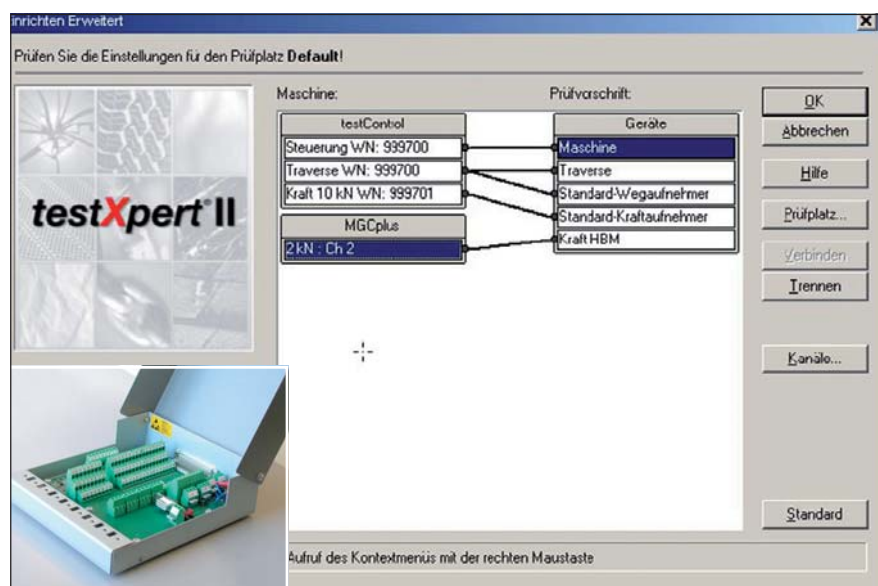 inrichten Erweitert
Prüfen Sie die Einstellungen für den Prüfplatz Default!
Maschine:
Prüfvorschrift:
testControl
Steuerung WN: 999700
Traverse WN: 999700
Kraft 10 kN WN: 999701
MGCplus
2 kN : Ch 2
Geräte
Maschine
Traverse
Standard-Wegaufnehmer
Standard-Kraftaufnehmer
Kraft HBM
OK
Abbrechen
Hilfe
Prüfplatz...
Verbinden
Trennen
Kanäle...
Standard
testXpert® II
Aufruf des Kontextmenüs mit der rechten Maustaste